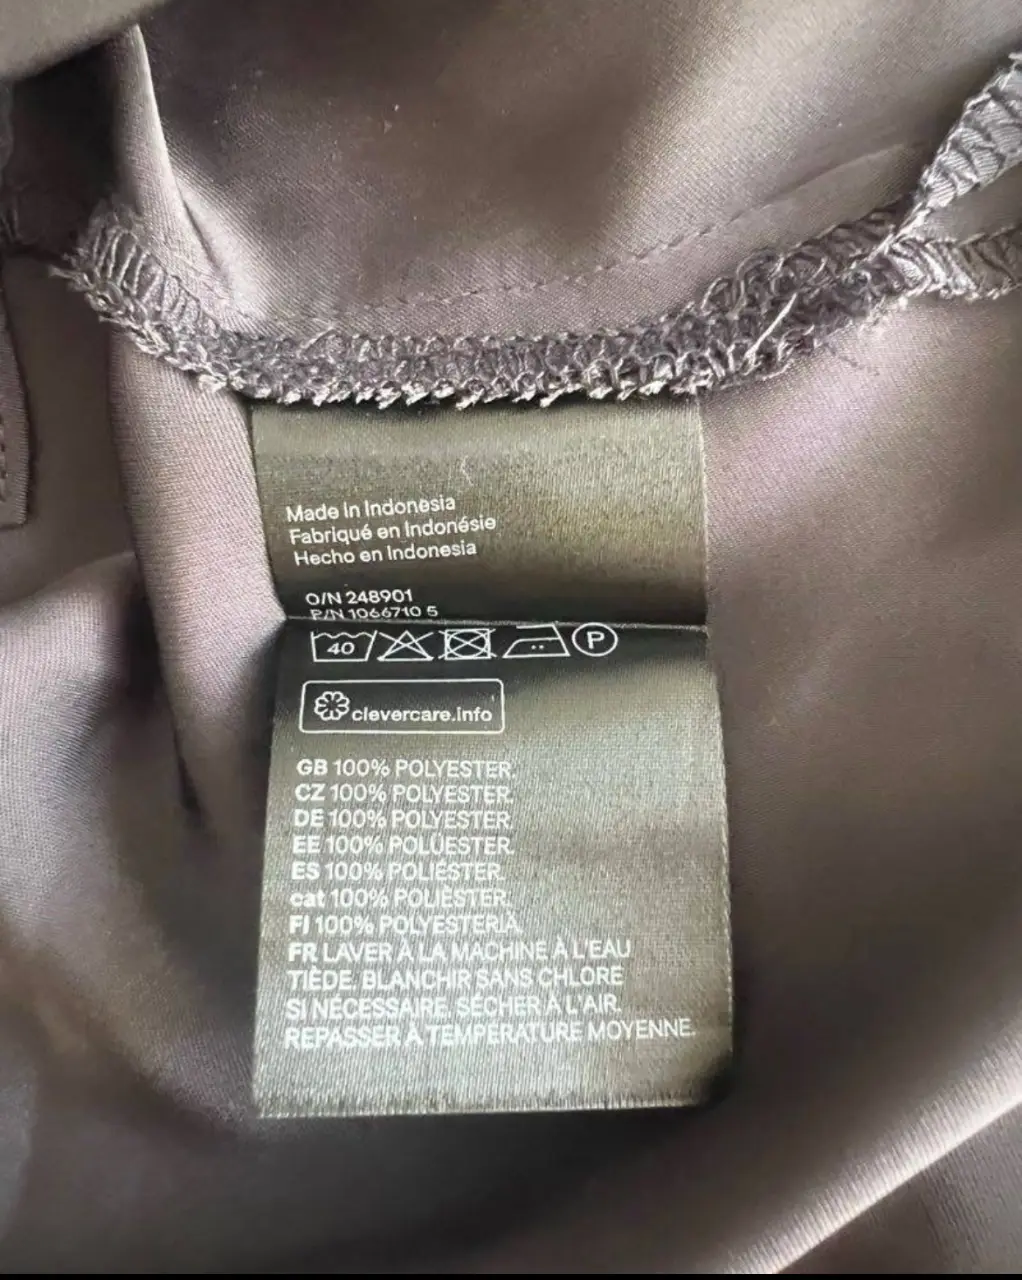 Made in Indonesia
Fabriqué en Indonésie
Hecho en Indonesia
O/N 248901
P/N 1066710 5
40 P
clevercare.info
GB 100% POLYESTER.
CZ 100% POLYESTER.
DE 100% POLYESTER.
EE 100% POLÜESTER.
ES 100% POLIÉSTER.
cat 100% POLIÈSTER.
FI 100% POLYESTERIÄ.
FR LAVER À LA MACHINE À L'EAU
TIÈDE. BLANCHIR SANS CHLORE
SI NÉCESSAIRE. SÉCHER À L'AIR.
REPASSER À TEMPÉRATURE MOYENNE.